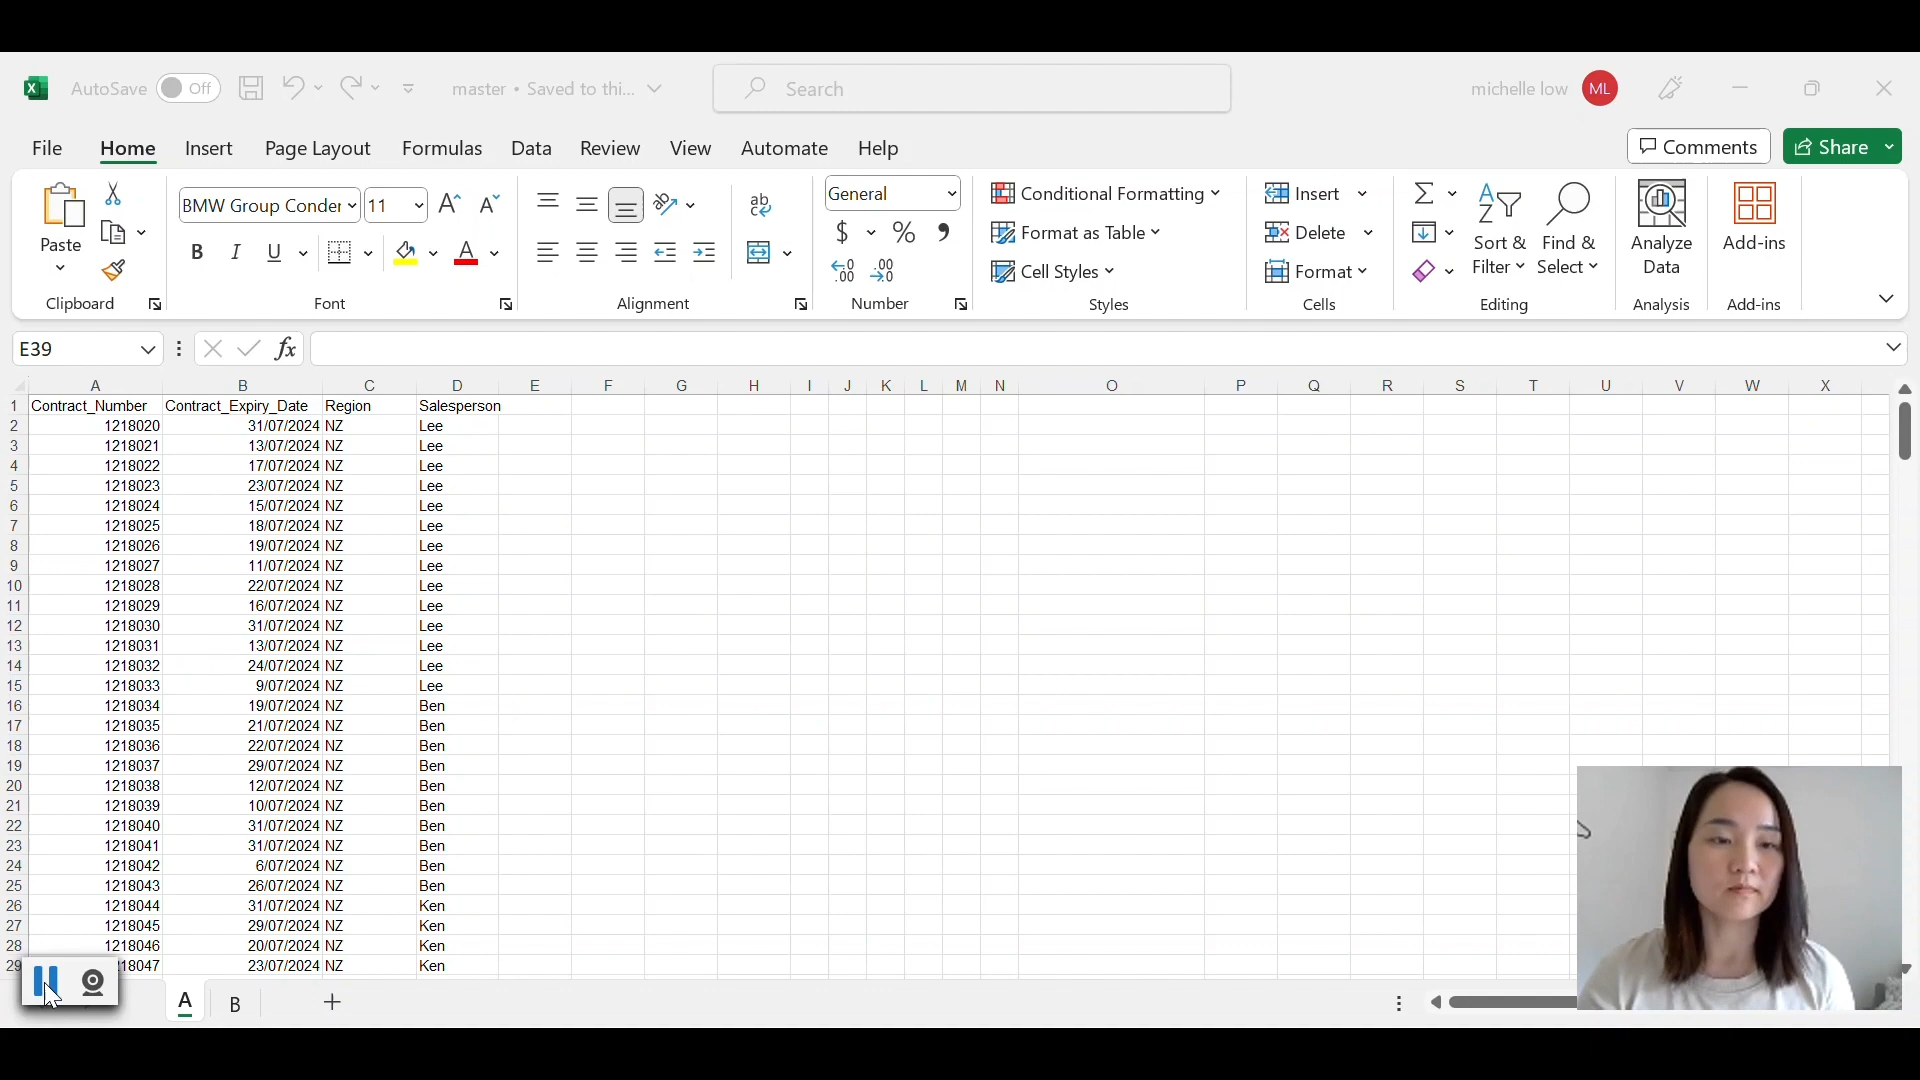 AutoSave Off master • Saved to thi... Search michelle low ML
File Home Insert Page Layout Formulas Data Review View Automate Help Comments Share
BMW Group Conder 11 General Conditional Formatting Insert
Paste Format as Table Delete Sort & Filter Find & Select Analyze Data Add-ins
B I U A $ % Cell Styles Format
Clipboard Font Alignment Number Styles Cells Editing Analysis Add-ins
E39 fx
A B C D E F G H I J K L M N O P Q R S T U V W X
1 Contract_Number Contract_Expiry_Date Region Salesperson
2 1218020 31/07/2024 NZ Lee
3 1218021 13/07/2024 NZ Lee
4 1218022 17/07/2024 NZ Lee
5 1218023 23/07/2024 NZ Lee
6 1218024 15/07/2024 NZ Lee
7 1218025 18/07/2024 NZ Lee
8 1218026 19/07/2024 NZ Lee
9 1218027 11/07/2024 NZ Lee
10 1218028 22/07/2024 NZ Lee
11 1218029 16/07/2024 NZ Lee
12 1218030 31/07/2024 NZ Lee
13 1218031 13/07/2024 NZ Lee
14 1218032 24/07/2024 NZ Lee
15 1218033 9/07/2024 NZ Lee
16 1218034 19/07/2024 NZ Ben
17 1218035 21/07/2024 NZ Ben
18 1218036 22/07/2024 NZ Ben
19 1218037 29/07/2024 NZ Ben
20 1218038 12/07/2024 NZ Ben
21 1218039 10/07/2024 NZ Ben
22 1218040 31/07/2024 NZ Ben
23 1218041 31/07/2024 NZ Ben
24 1218042 6/07/2024 NZ Ben
25 1218043 26/07/2024 NZ Ben
26 1218044 31/07/2024 NZ Ken
27 1218045 29/07/2024 NZ Ken
28 1218046 20/07/2024 NZ Ken
29 18047 23/07/2024 NZ Ken
A B